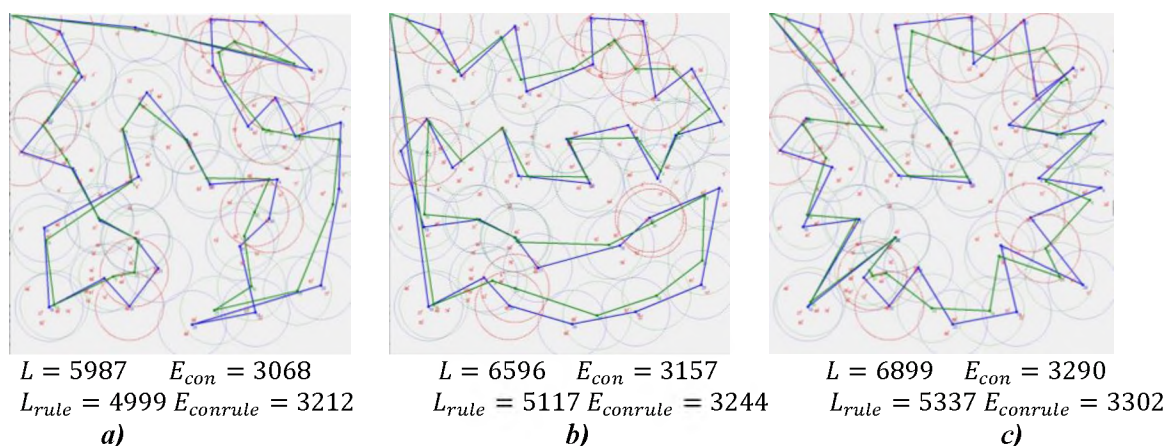 L = 5987 E_con = 3068
L_rule = 4999 E_conrule = 3212
a)
L = 6596 E_con = 3157
L_rule = 5117 E_conrule = 3244
b)
L = 6899 E_con = 3290
L_rule = 5337 E_conrule = 3302
c)